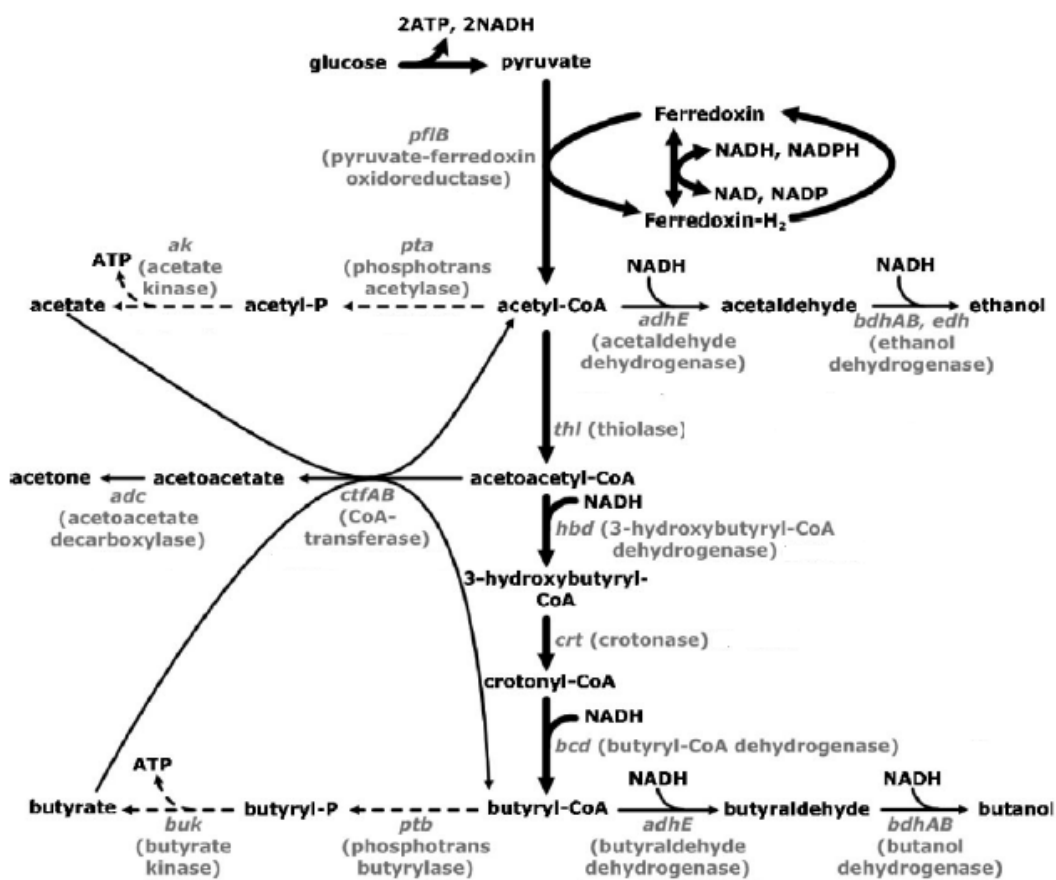 2ATP, 2NADH
glucose
pyruvate
Ferredoxin
pflB
(pyruvate-ferredoxin
oxidoreductase)
NADH, NADPH
NAD, NADP
Ferredoxin-H₂
ATP
ak
(acetate
kinase)
pta
(phosphotrans
acetylase)
NADH
NADH
acetate
acetyl-P
acetyl-CoA
acetaldehyde
ethanol
adhE
(acetaldehyde
dehydrogenase)
bdhAB, edh
(ethanol
dehydrogenase)
thl (thiolase)
acetone
acetoacetate
acetoacetyl-CoA
adc
(acetoacetate
decarboxylase)
ctfAB
(CoA-
transferase)
NADH
hbd (3-hydroxybutyryl-CoA
dehydrogenase)
3-hydroxybutyryl-
CoA
crt (crotonase)
crotonyl-CoA
NADH
bcd (butyryl-CoA dehydrogenase)
ATP
NADH
NADH
butyrate
butyryl-P
butyryl-CoA
butyraldehyde
butanol
buk
(butyrate
kinase)
ptb
(phosphotrans
butyrylase)
adhE
(butyraldehyde
dehydrogenase)
bdhAB
(butanol
dehydrogenase)